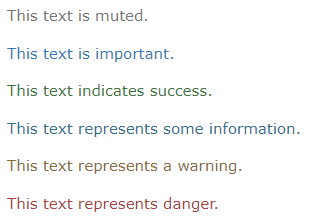 This text is muted.
This text is important.
This text indicates success.
This text represents some information.
This text represents a warning.
This text represents danger.